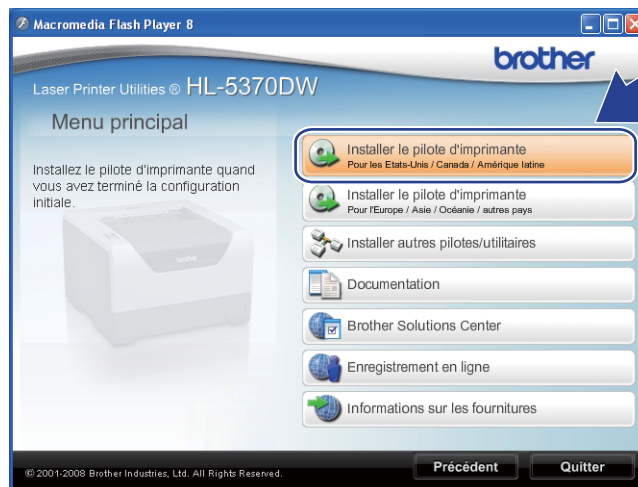 Macromedia Flash Player 8
brother
Laser Printer Utilities ® HL-5370DW
Menu principal
Installez le pilote d'imprimante quand
vous avez terminé la configuration
initiale.
brother
Installer le pilote d'imprimante
Pour les Etats-Unis / Canada / Amérique latine
Installer le pilote d'imprimante
Pour l'Europe / Asie / Océanie / autres pays
Installer autres pilotes/utilitaires
Documentation
Brother Solutions Center
Enregistrement en ligne
Informations sur les fournitures
© 2001-2008 Brother Industries, Ltd. All Rights Reserved.
Précédent
Quitter